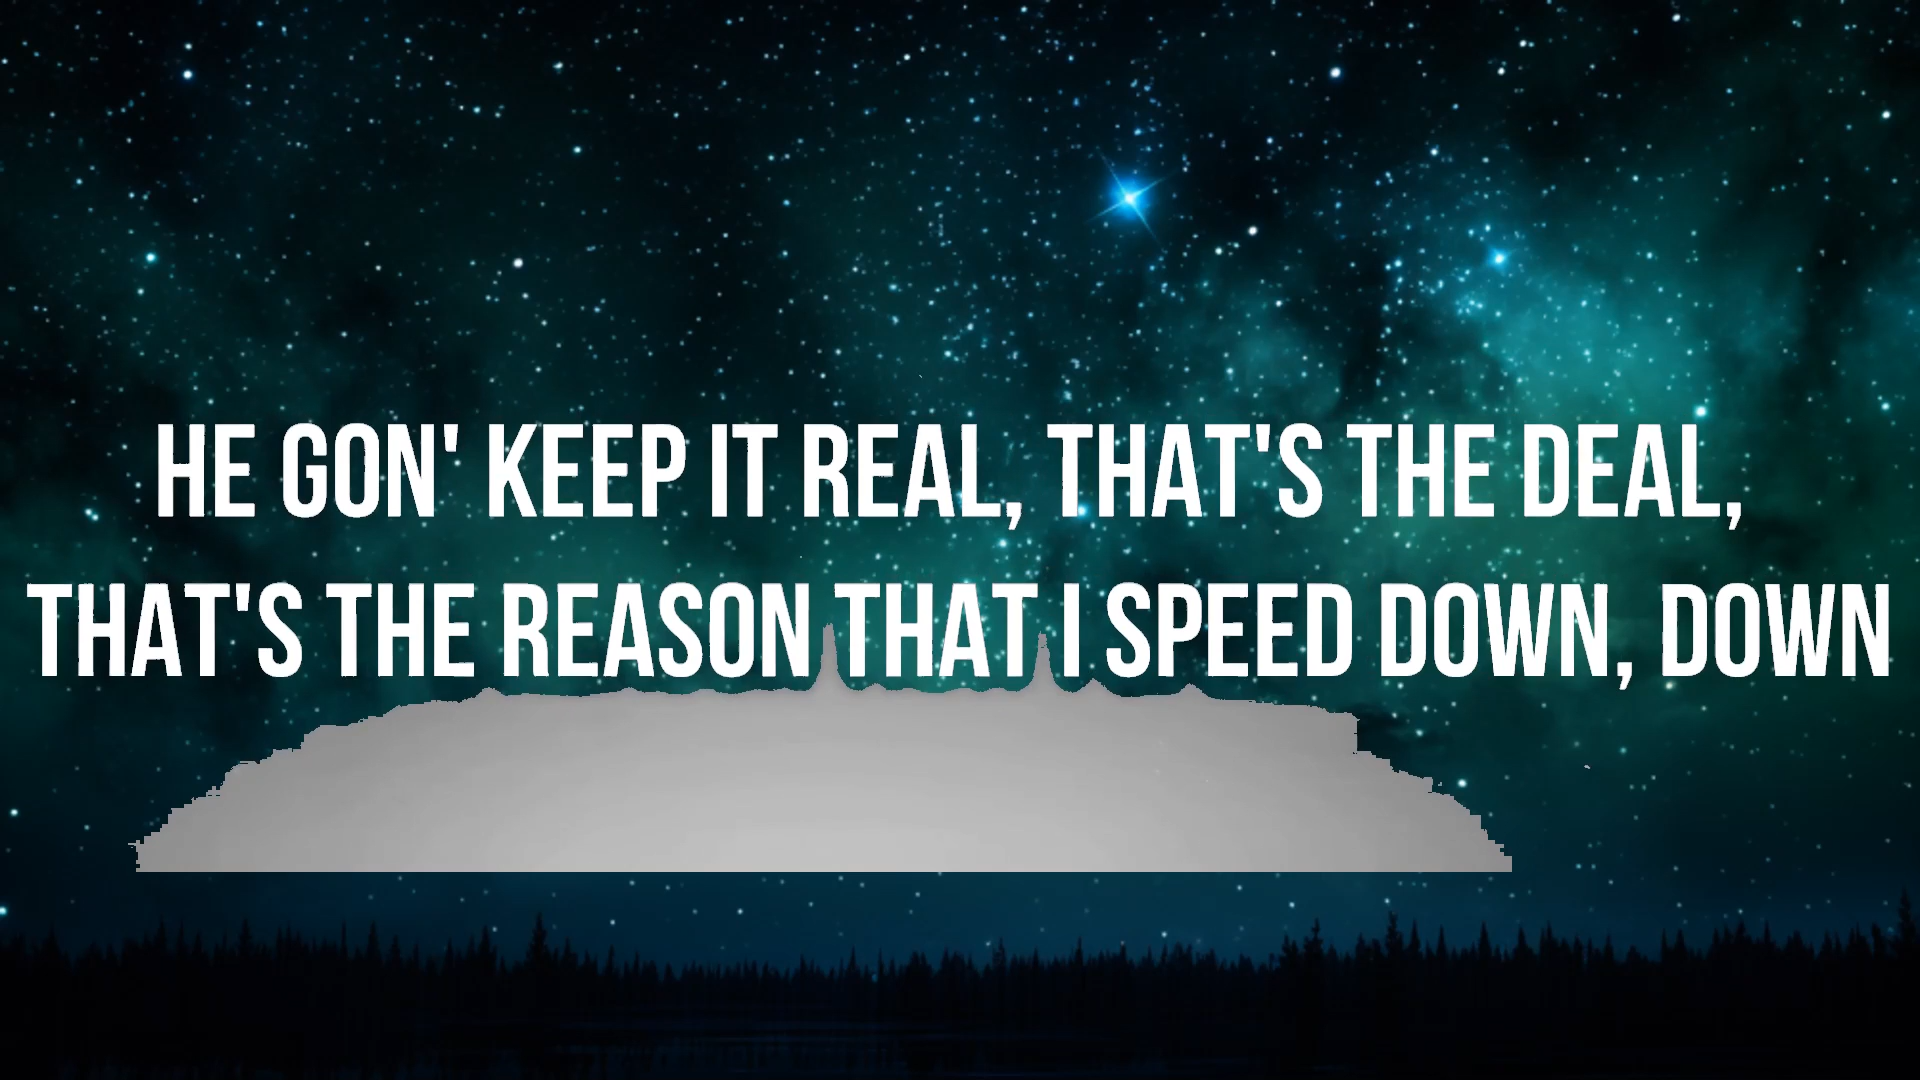 HE GON' KEEP IT REAL, THAT'S THE DEAL,
THAT'S THE REASON THAT I SPEED DOWN, DOWN